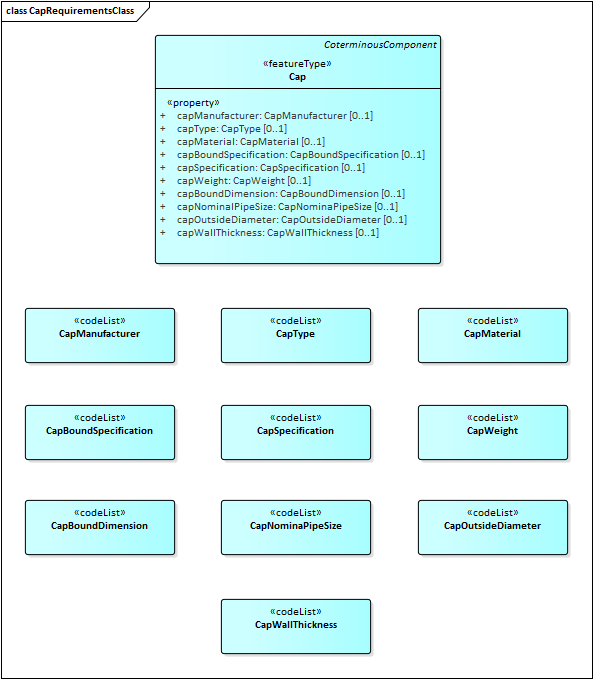 class CapRequirementsClass
CoterminousComponent
«featureType»
Cap
«property»
+ capManufacturer: CapManufacturer [0..1]
+ capType: CapType [0..1]
+ capMaterial: CapMaterial [0..1]
+ capBoundSpecification: CapBoundSpecification [0..1]
+ capSpecification: CapSpecification [0..1]
+ capWeight: CapWeight [0..1]
+ capBoundDimension: CapBoundDimension [0..1]
+ capNominalPipeSize: CapNominaPipeSize [0..1]
+ capOutsideDiameter: CapOutsideDiameter [0..1]
+ capWallThickness: CapWallThickness [0..1]
«codeList»
CapManufacturer
«codeList»
CapType
«codeList»
CapMaterial
«codeList»
CapBoundSpecification
«codeList»
CapSpecification
«codeList»
CapWeight
«codeList»
CapBoundDimension
«codeList»
CapNominaPipeSize
«codeList»
CapOutsideDiameter
«codeList»
CapWallThickness